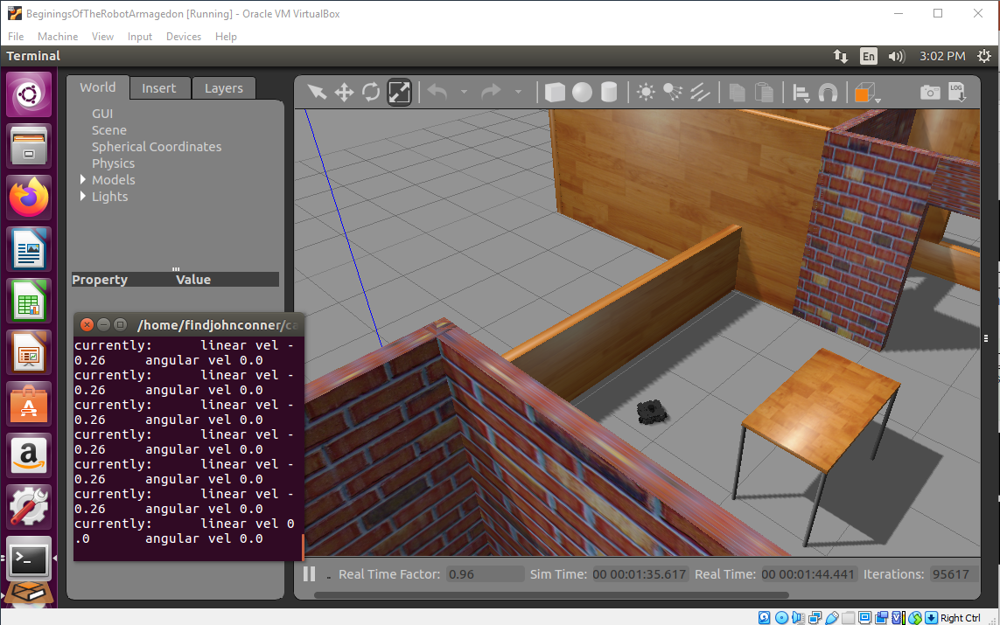 BeginingsOfTheRobotArmagedon [Running] - Oracle VM VirtualBox
File Machine View Input Devices Help
Terminal
En
3:02 PM
World Insert Layers
LOG
GUI
Scene
Spherical Coordinates
Physics
Models
Lights
Property Value
/home/findjohnconner/ca
currently: linear vel -
0.26 angular vel 0.0
currently: linear vel -
0.26 angular vel 0.0
currently: linear vel -
0.26 angular vel 0.0
currently: linear vel -
0.26 angular vel 0.0
currently: linear vel -
0.26 angular vel 0.0
currently: linear vel -
0.26 angular vel 0.0
currently: linear vel 0
.0 angular vel 0.0
Real Time Factor: 0.96 Sim Time: 00 00:01:35.617 Real Time: 00 00:01:44.441 Iterations: 95617
Right Ctrl